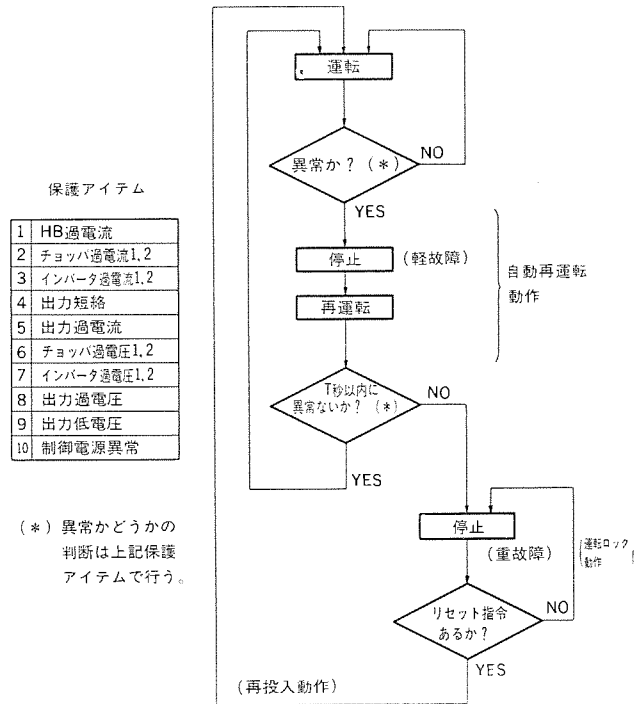 運転
異常か？（*）
NO
YES
停止
(軽故障)
再運転
自動再運転
動作
T秒以内に
異常ないか？（*）
NO
YES
停止
(重故障)
運転ロック
動作
リセット指令
あるか？
NO
YES
(再投入動作)
保護アイテム
1 HB過電流
2 チョッパ過電流1，2
3 インバータ過電流1，2
4 出力短絡
5 出力過電流
6 チョッパ過電圧1，2
7 インバータ過電圧1，2
8 出力過電圧
9 出力低電圧
10 制御電源異常
（*）異常かどうかの
判断は上記保護
アイテムで行う。